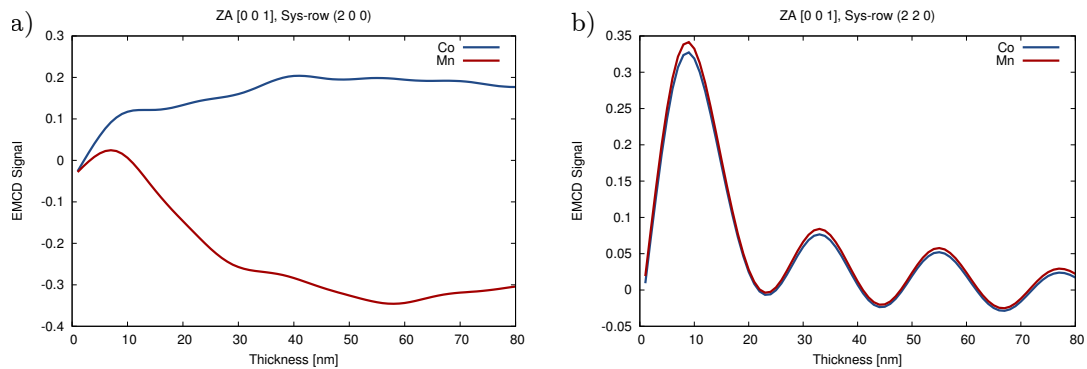 a)
ZA [0 0 1], Sys-row (2 0 0)
0.3
0.2
0.1
0
-0.1
-0.2
-0.3
-0.4
EMCD Signal
Co
Mn
0 10 20 30 40 50 60 70 80
Thickness [nm]
b)
ZA [0 0 1], Sys-row (2 2 0)
0.35
0.3
0.25
0.2
0.15
0.1
0.05
0
-0.05
EMCD Signal
Co
Mn
0 10 20 30 40 50 60 70 80
Thickness [nm]